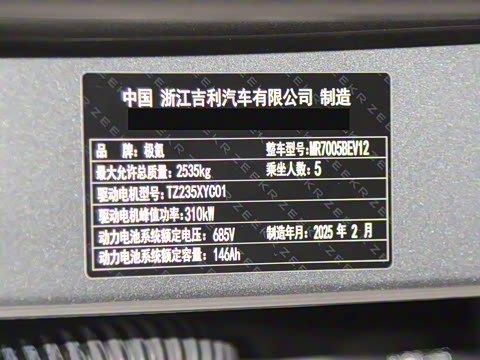 中国 浙江吉利汽车有限公司 制造
品 牌: 极氪 整车型号: MR7005BEV12
最大允许总质量: 2535kg 乘坐人数: 5
驱动电机型号: TZ235XYC01
驱动电机峰值功率: 310kW
动力电池系统额定电压: 685V 制造年月: 2025 年 2 月
动力电池系统额定容量: 146Ah